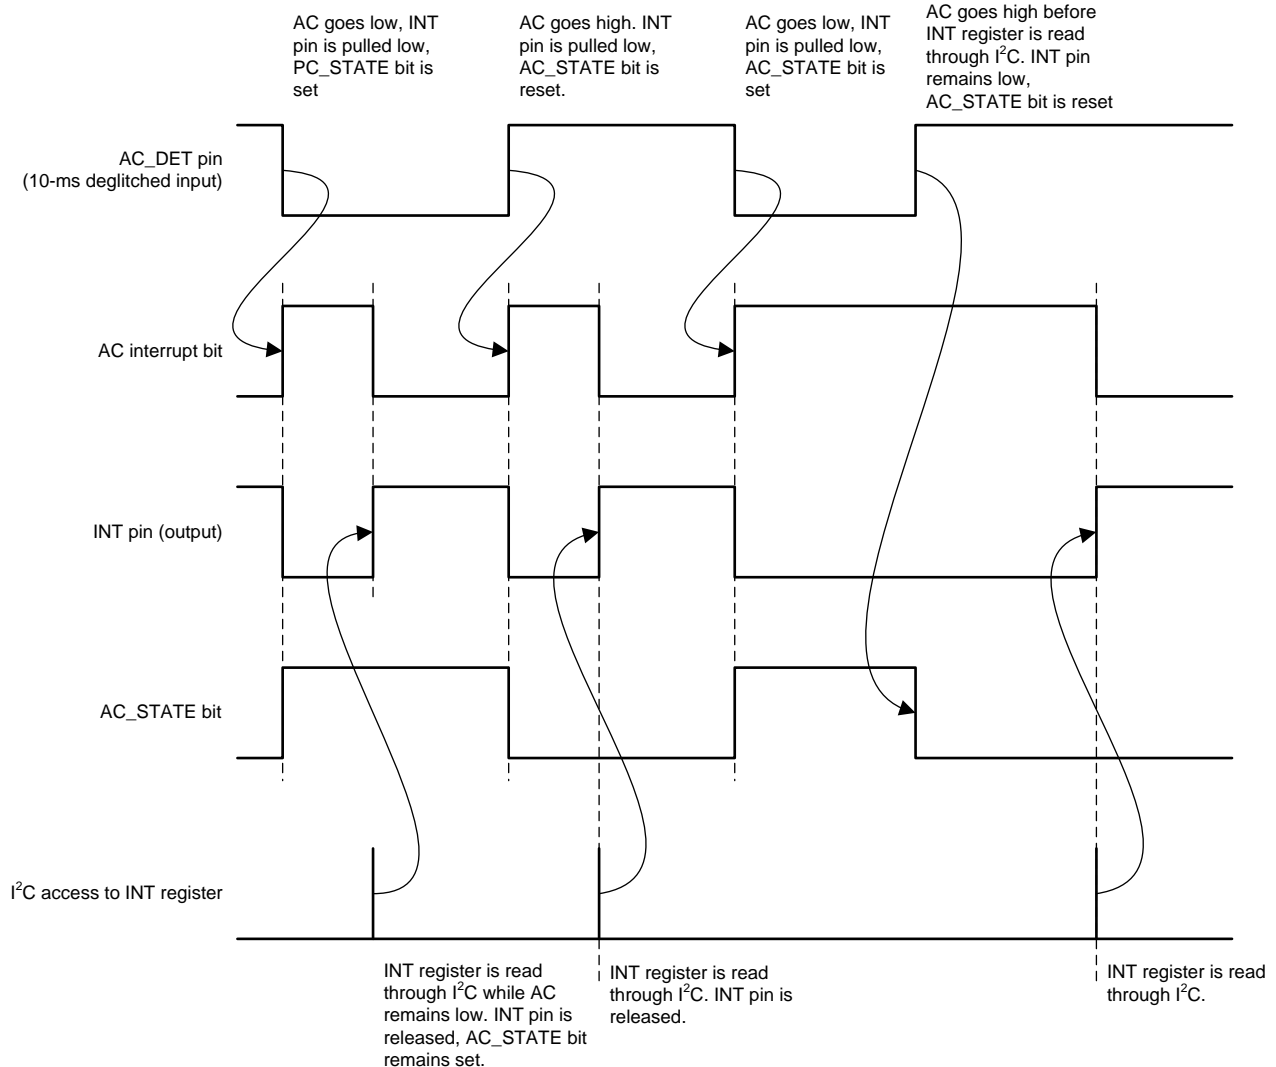 AC goes low, INT
pin is pulled low,
PC_STATE bit is
set
AC goes high. INT
pin is pulled low,
AC_STATE bit is
reset.
AC goes low, INT
pin is pulled low,
AC_STATE bit is
set
AC goes high before
INT register is read
through I²C. INT pin
remains low,
AC_STATE bit is reset
AC_DET pin
(10-ms deglitched input)
AC interrupt bit
INT pin (output)
AC_STATE bit
I²C access to INT register
INT register is read
through I²C while AC
remains low. INT pin is
released, AC_STATE bit
remains set.
INT register is read
through I²C. INT pin is
released.
INT register is read
through I²C.